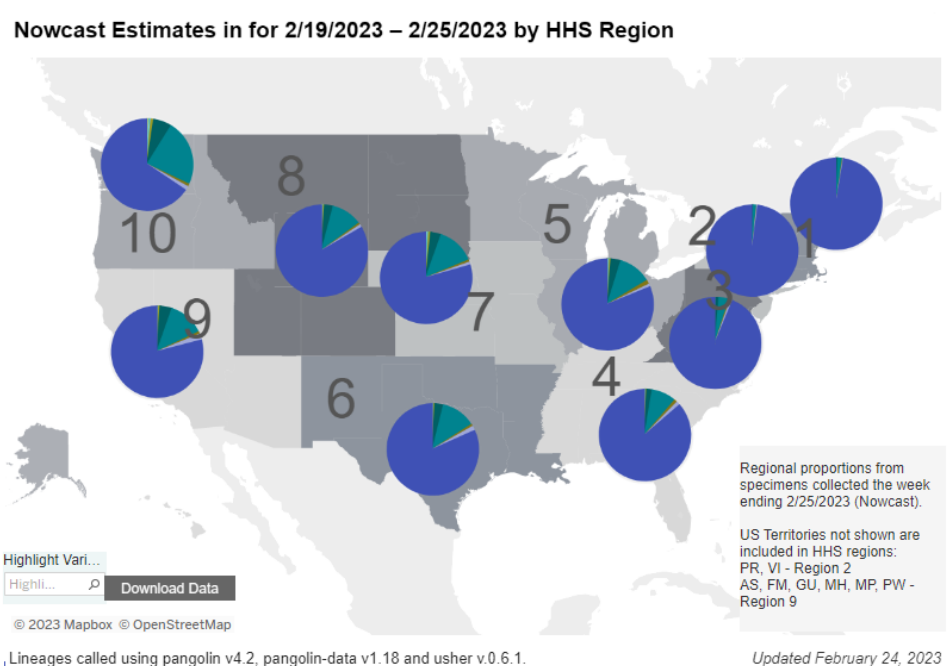 Nowcast Estimates in for 2/19/2023 – 2/25/2023 by HHS Region
8
10
5
2
1
3
9
7
6
4
Regional proportions from
specimens collected the week
ending 2/25/2023 (Nowcast).
US Territories not shown are
included in HHS regions:
PR, VI - Region 2
AS, FM, GU, MH, MP, PW -
Region 9
Highlight Vari...
Highli...
Download Data
© 2023 Mapbox © OpenStreetMap
Lineages called using pangolin v4.2, pangolin-data v1.18 and usher v.0.6.1.
Updated February 24, 2023